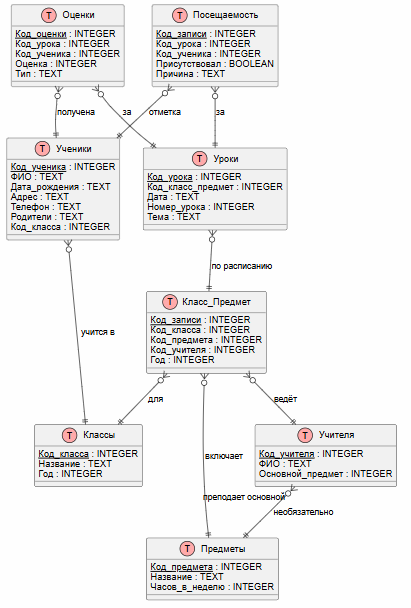 T Оценки
Код_оценки : INTEGER
Код_урока : INTEGER
Код_ученика : INTEGER
Оценка : INTEGER
Тип : TEXT
T Посещаемость
Код_записи : INTEGER
Код_урока : INTEGER
Код_ученика : INTEGER
Присутствовал : BOOLEAN
Причина : TEXT
получена
за
отметка
за
T Ученики
Код_ученика : INTEGER
ФИО : TEXT
Дата_рождения : TEXT
Адрес : TEXT
Телефон : TEXT
Родители : TEXT
Код_класса : INTEGER
T Уроки
Код_урока : INTEGER
Код_класс_предмет : INTEGER
Дата : TEXT
Номер_урока : INTEGER
Тема : TEXT
по расписанию
учится в
T Класс_Предмет
Код_записи : INTEGER
Код_класса : INTEGER
Код_предмета : INTEGER
Код_учителя : INTEGER
Год : INTEGER
для
ведёт
T Классы
Код_класса : INTEGER
Название : TEXT
Год : INTEGER
включает
T Учителя
Код_учителя : INTEGER
ФИО : TEXT
Основной_предмет : INTEGER
преподает основной
необязательно
T Предметы
Код_предмета : INTEGER
Название : TEXT
Часов_в_неделю : INTEGER